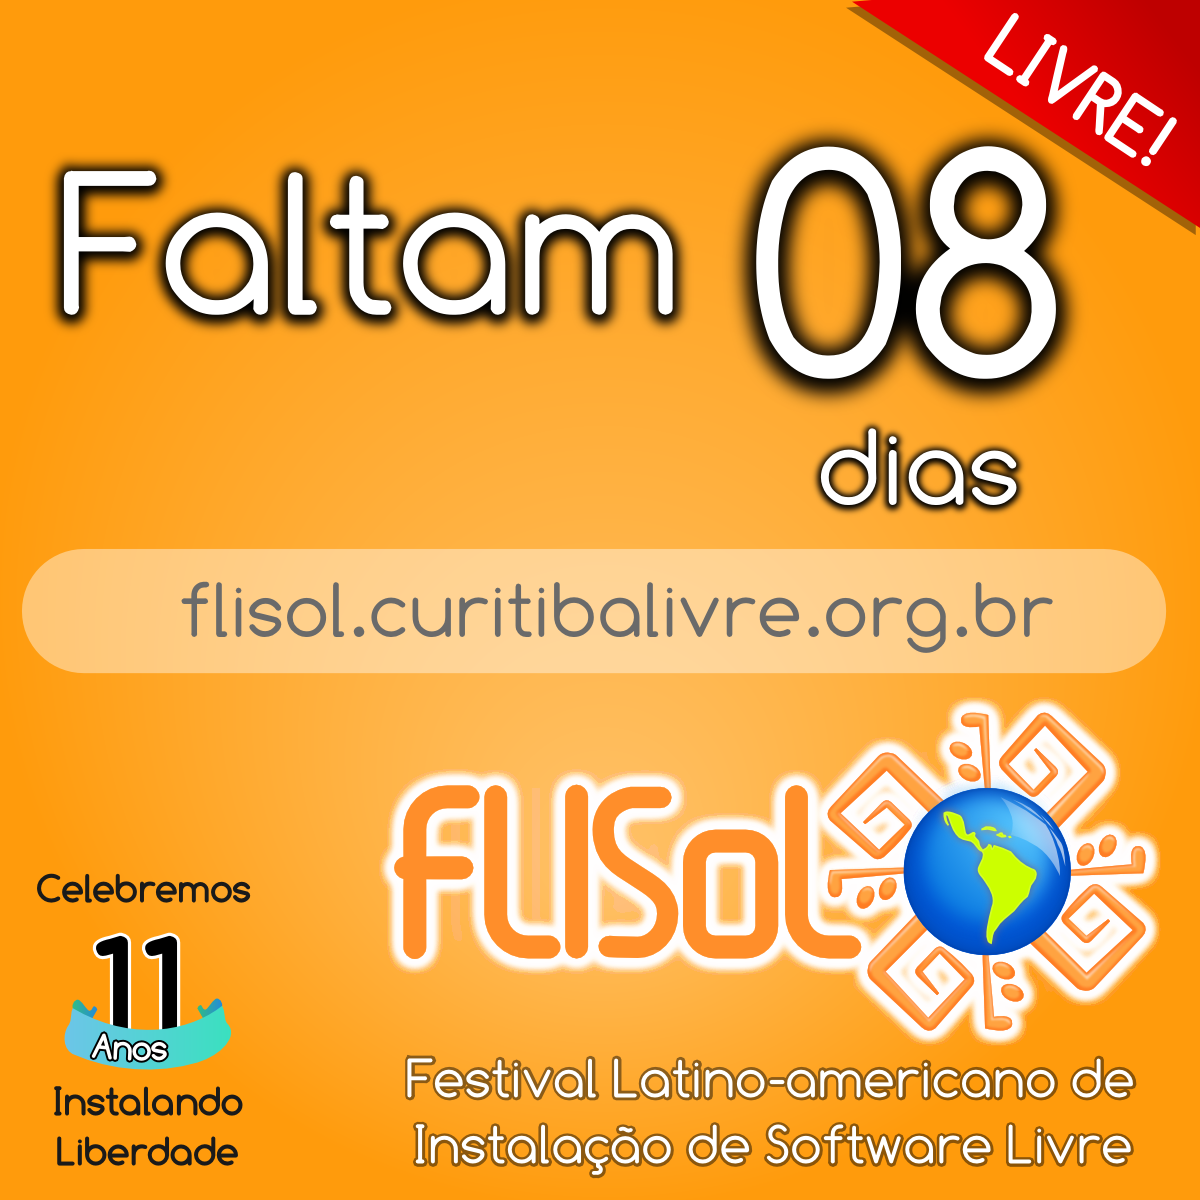 LIVRE!
Faltam 08
dias
flisol.curitibalivre.org.br
fLISol
Celebremos
11
Anos
Instalando
Liberdade
Festival Latino-americano de
Instalação de Software Livre